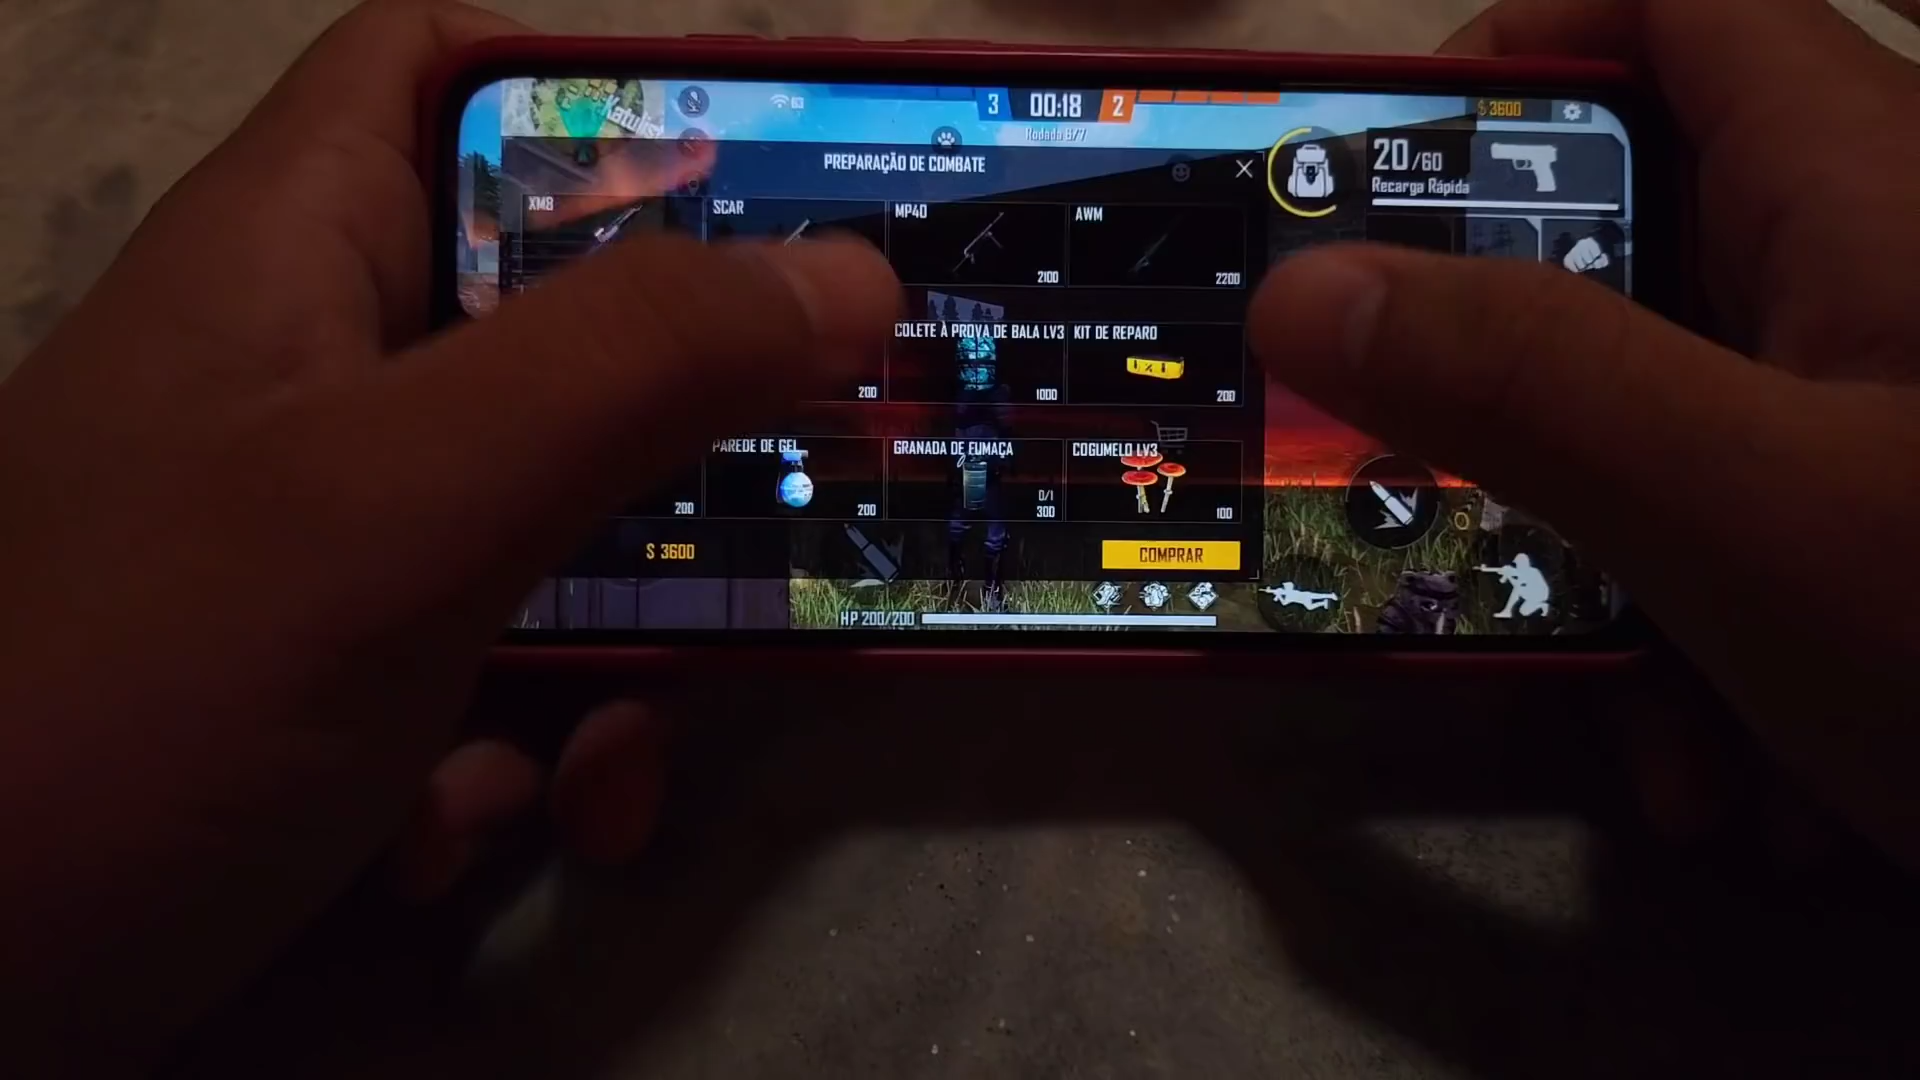 Katulist
3 00:18 2
Rodada 6/7
$ 3600
PREPARAÇÃO DE COMBATE
20/60
Recarga Rápida
XM8
SCAR
MP40
2100
AWM
2200
200
COLETE À PROVA DE BALA LV3
1000
KIT DE REPARO
200
200
PAREDE DE GEL
200
GRANADA DE FUMAÇA
0/1
300
COGUMELO LV3
100
$ 3600
COMPRAR
HP 200/200